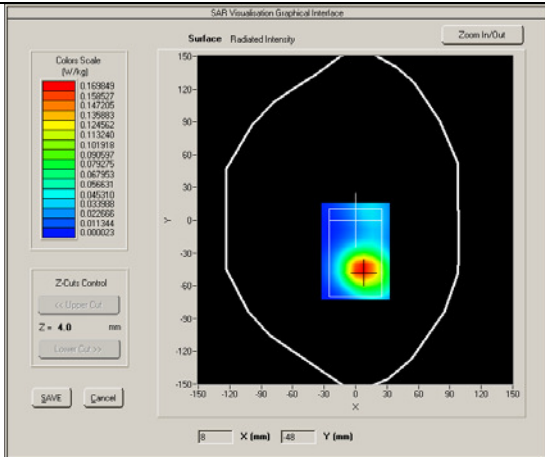 SAR Visualisation Graphical Interface
Surface Radiated Intensity
Zoom In/Out
Colors Scale
(W/kg)
0.169849
0.158527
0.147205
0.135883
0.124562
0.113240
0.101918
0.090597
0.079275
0.067953
0.056631
0.045310
0.033988
0.022666
0.011344
0.000023
Z-Cuts Control
<< Upper Cut
Z = 4.0 mm
Lower Cut >>
SAVE Cancel
150
120
90
60
30
0
-30
-60
-90
-120
-150
Y
-150 -120 -90 -60 -30 0 30 60 90 120 150
X
8 X (mm) -48 Y (mm)